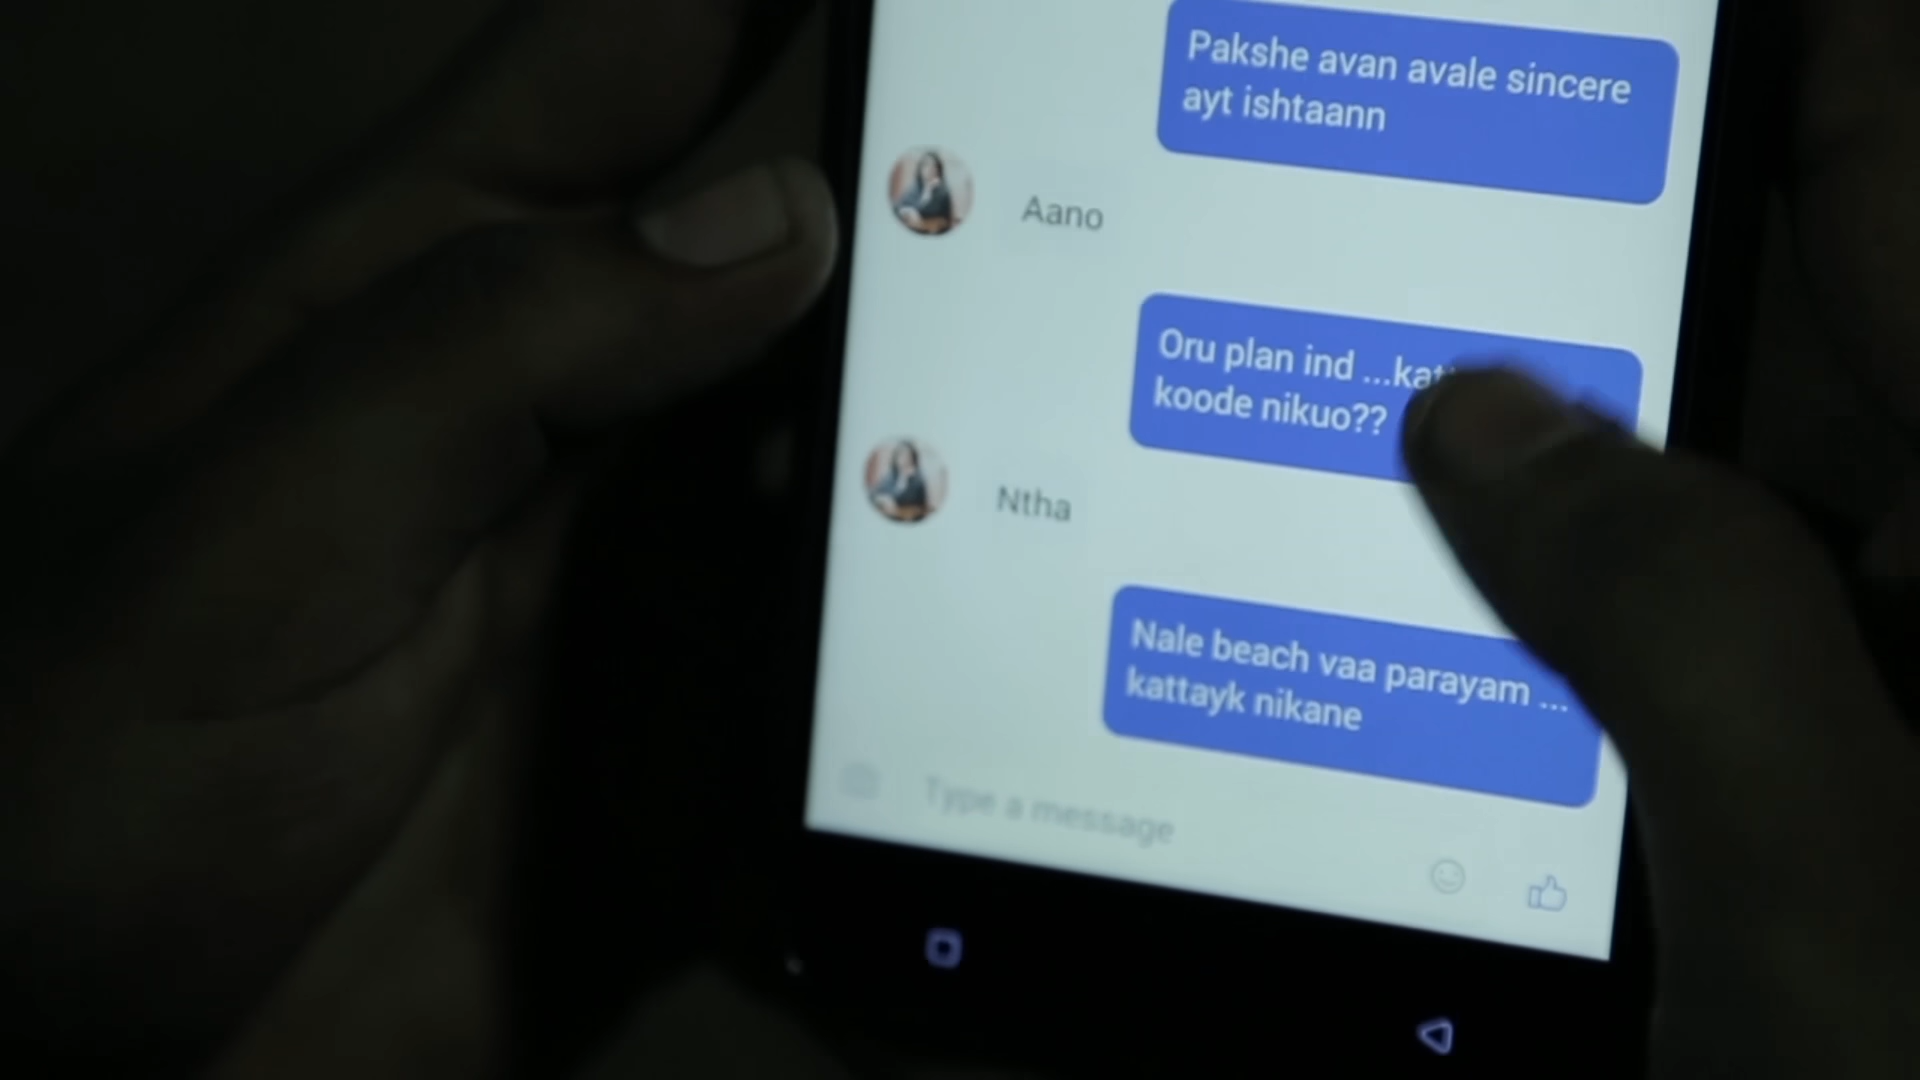 Pakshe avan avale sincere
ayt ishtaann
Aano
Oru plan ind ...
koode nikuo??
Ntha
Nale beach vaa parayam ...
kattayk nikane
Type a message